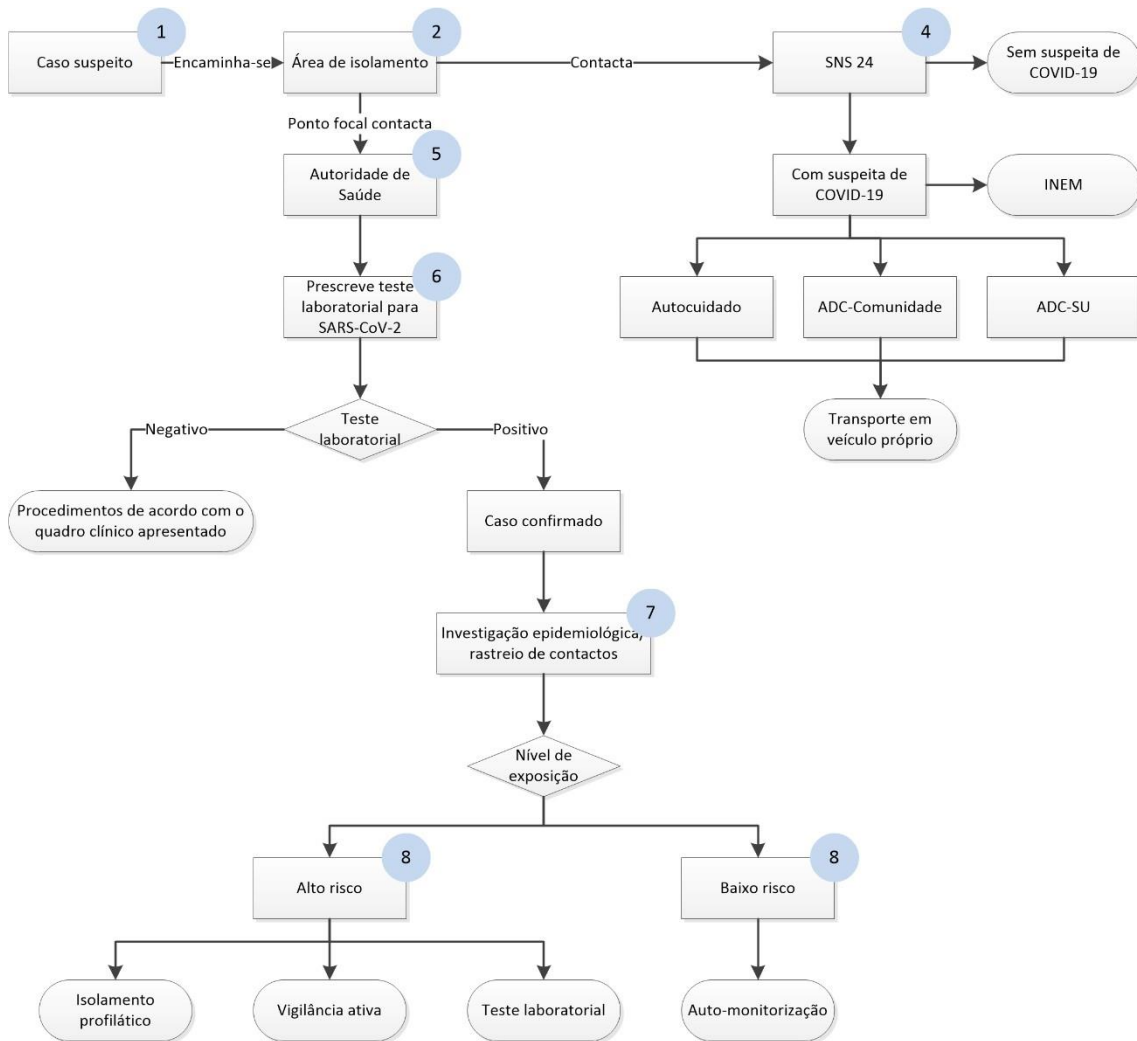 1
2
4
Caso suspeito
Encaminha-se
Área de isolamento
Contacta
SNS 24
Sem suspeita de
COVID-19
Ponto focal contacta
5
Autoridade de
Saúde
Com suspeita de
COVID-19
INEM
6
Prescreve teste
laboratorial para
SARS-CoV-2
Autocuidado
ADC-Comunidade
ADC-SU
Negativo
Teste
laboratorial
Positivo
Transporte em
veículo próprio
Procedimentos de acordo com o
quadro clínico apresentado
Caso confirmado
7
Investigação epidemiológica,
rastreio de contactos
Nível de
exposição
8
8
Alto risco
Baixo risco
Isolamento
profilático
Vigilância ativa
Teste laboratorial
Auto-monitorização